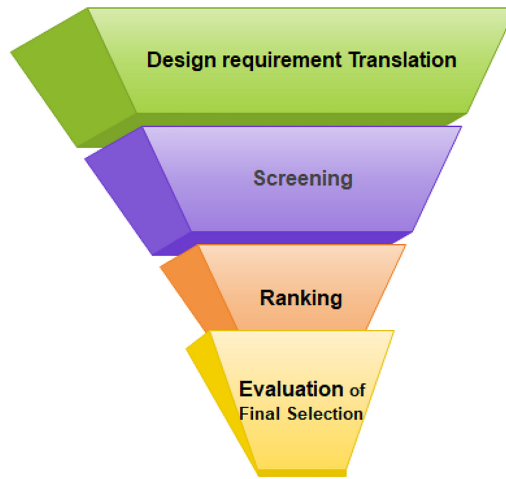 Design requirement Translation
Screening
Ranking
Evaluation of
Final Selection